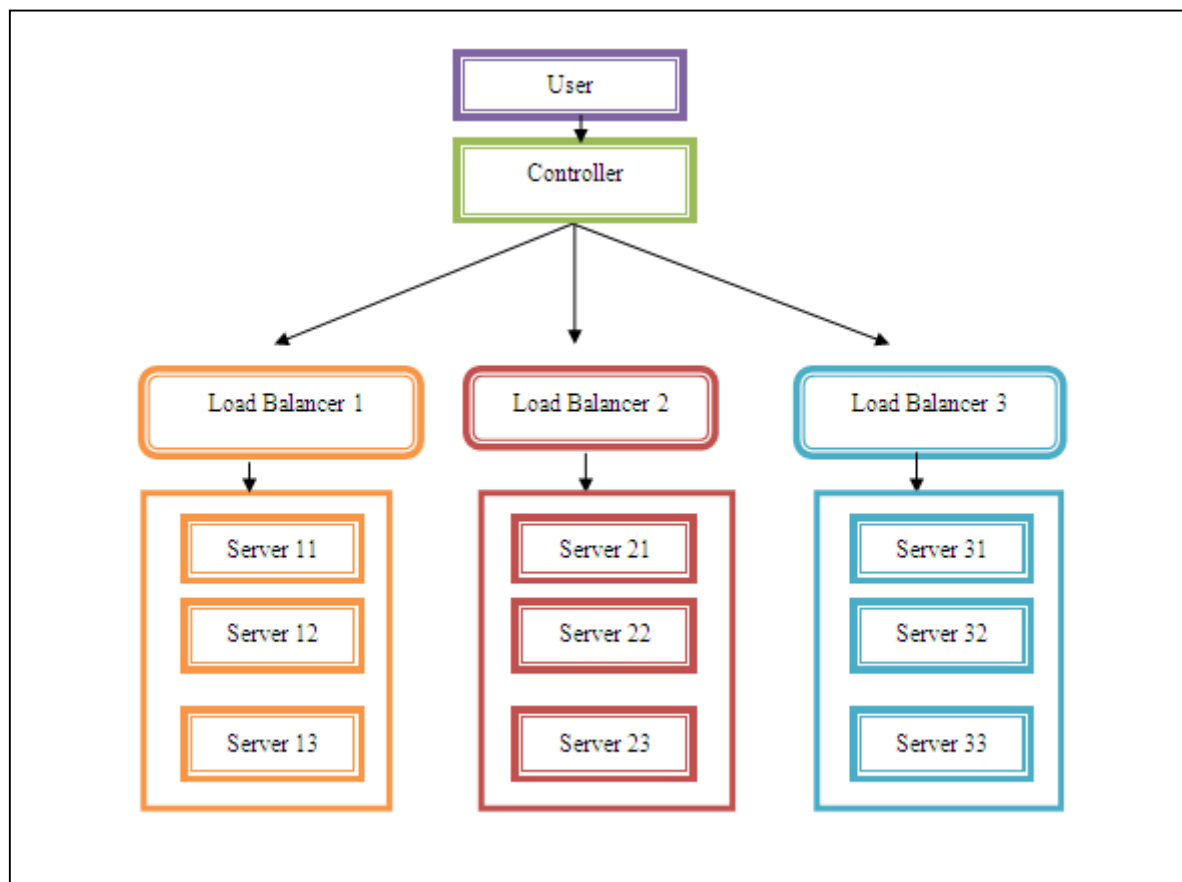 User
Controller
Load Balancer 1
Load Balancer 2
Load Balancer 3
Server 11
Server 21
Server 31
Server 12
Server 22
Server 32
Server 13
Server 23
Server 33